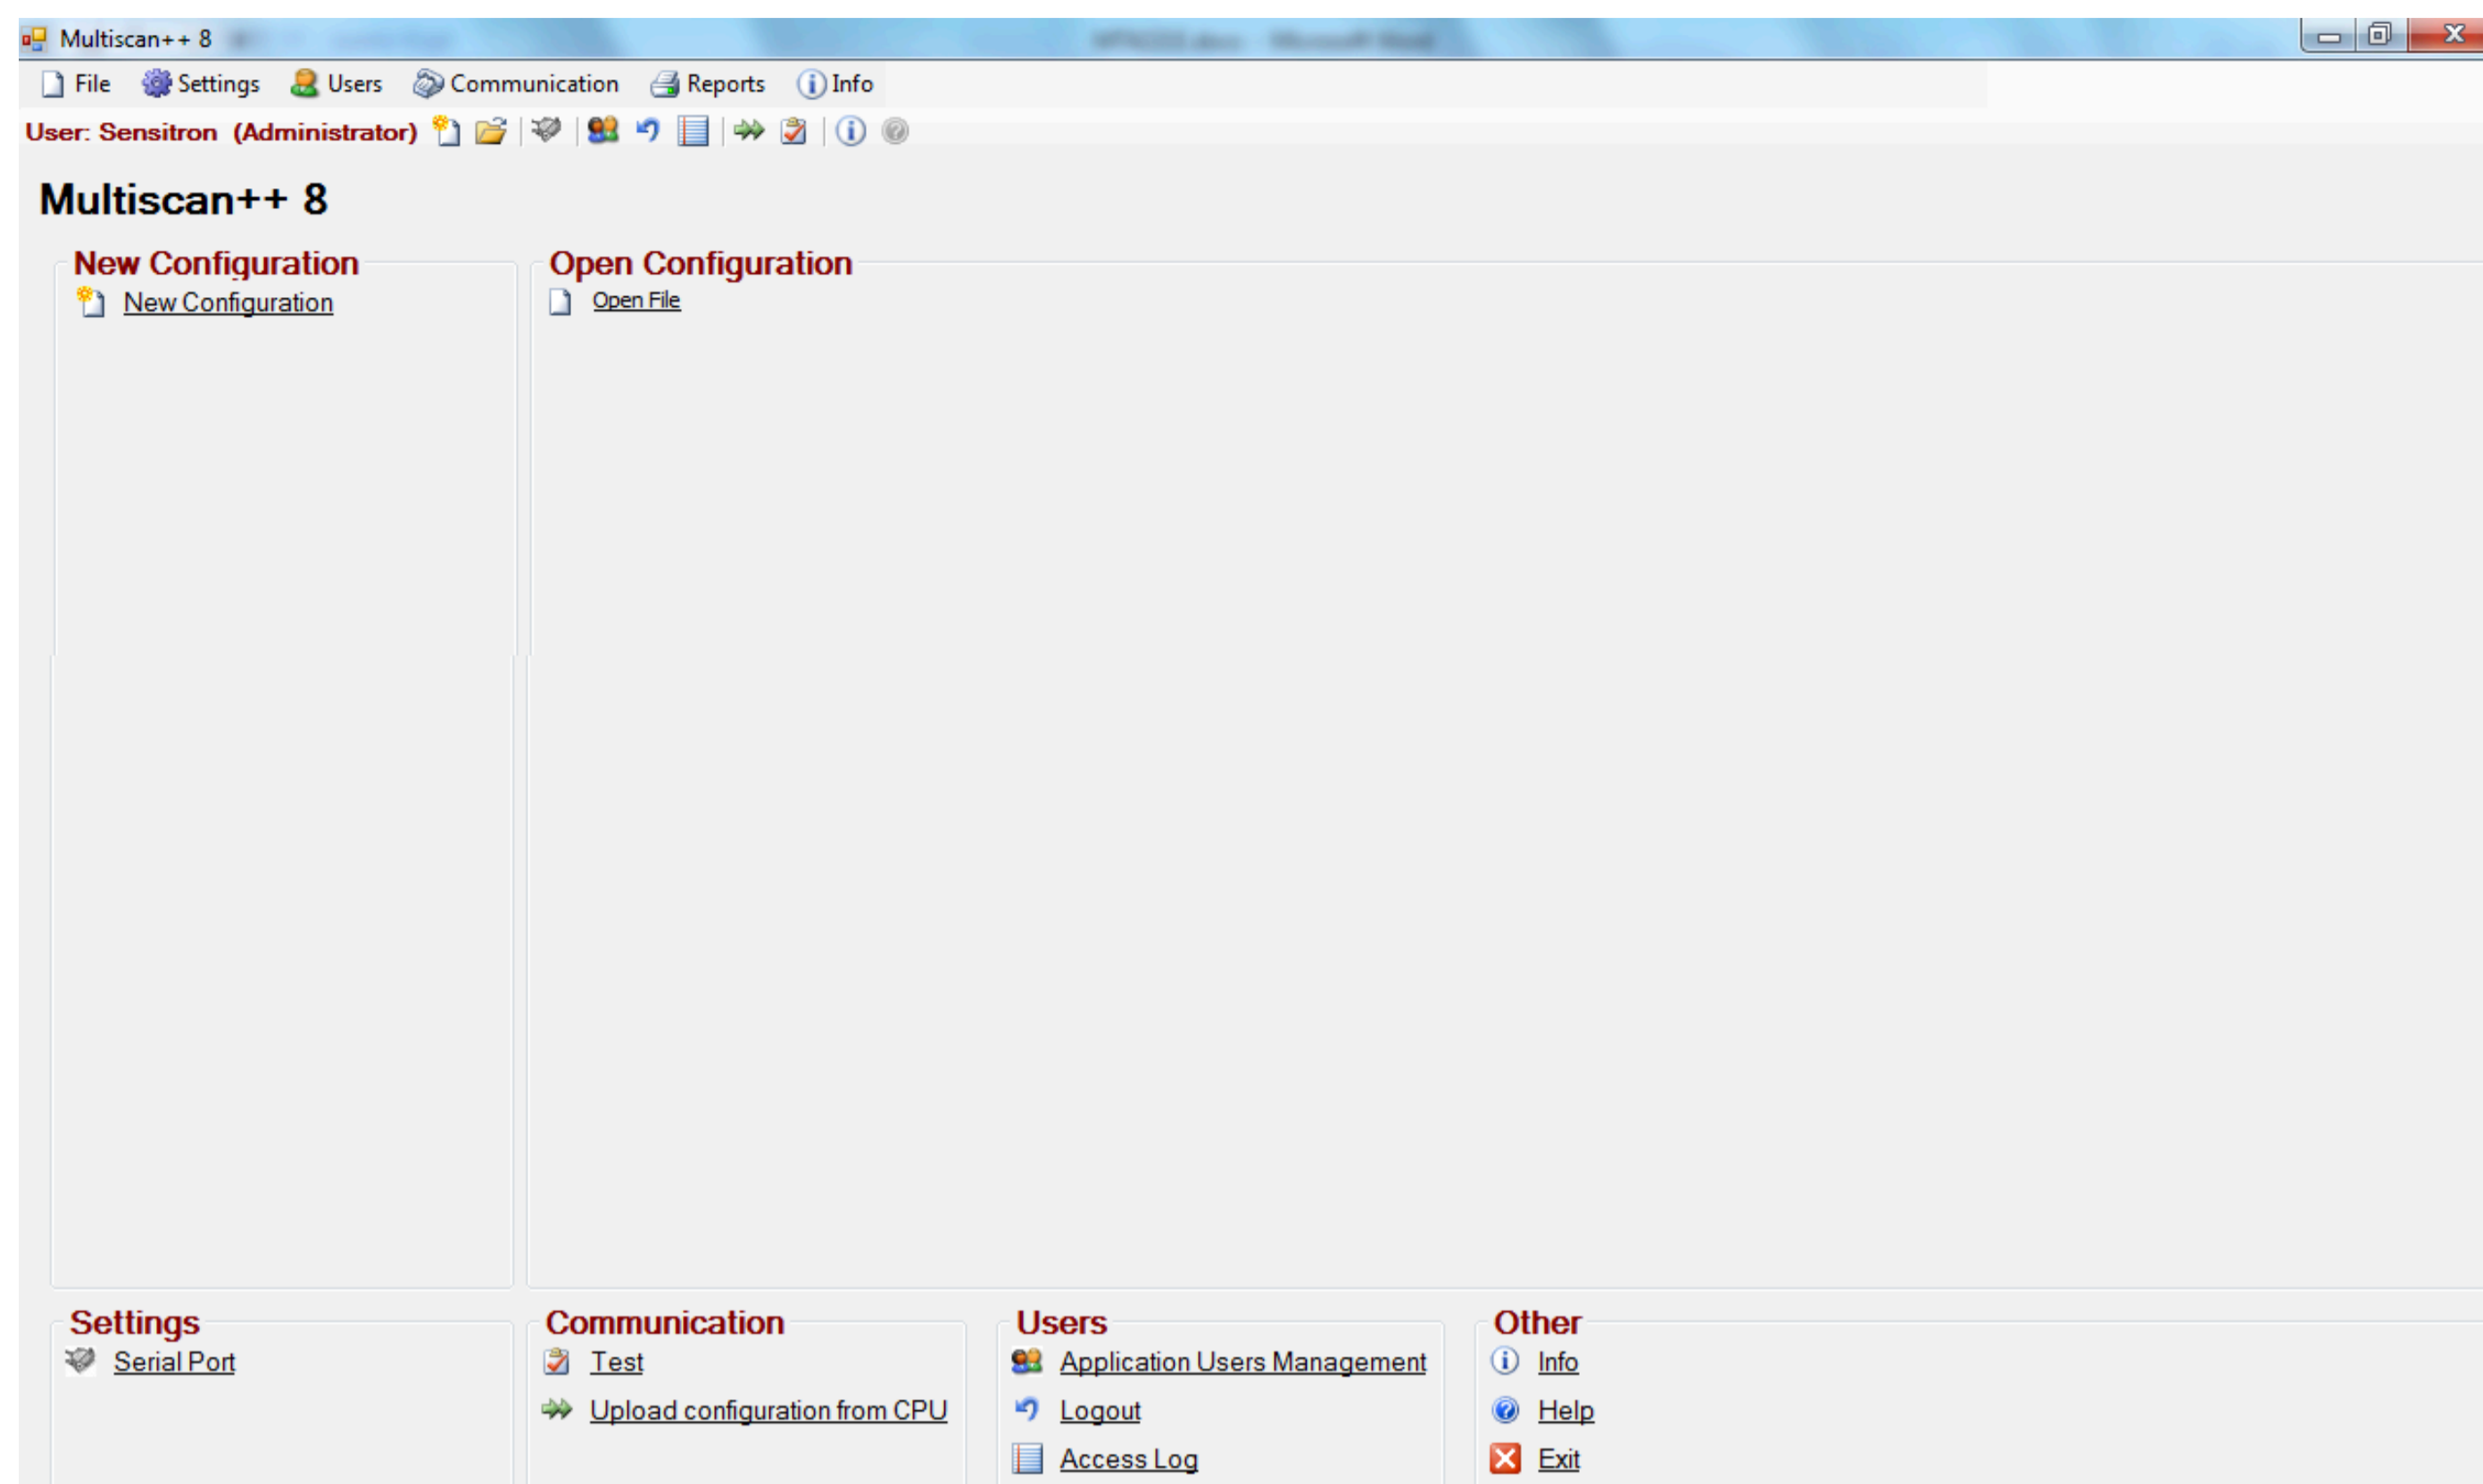 Multiscan++ 8
File Settings Users Communication Reports Info
User: Sensitron (Administrator)
Multiscan++ 8
New Configuration
New Configuration
Open Configuration
Open File
Settings
Serial Port
Communication
Test
Upload configuration from CPU
Users
Application Users Management
Logout
Access Log
Other
Info
Help
Exit